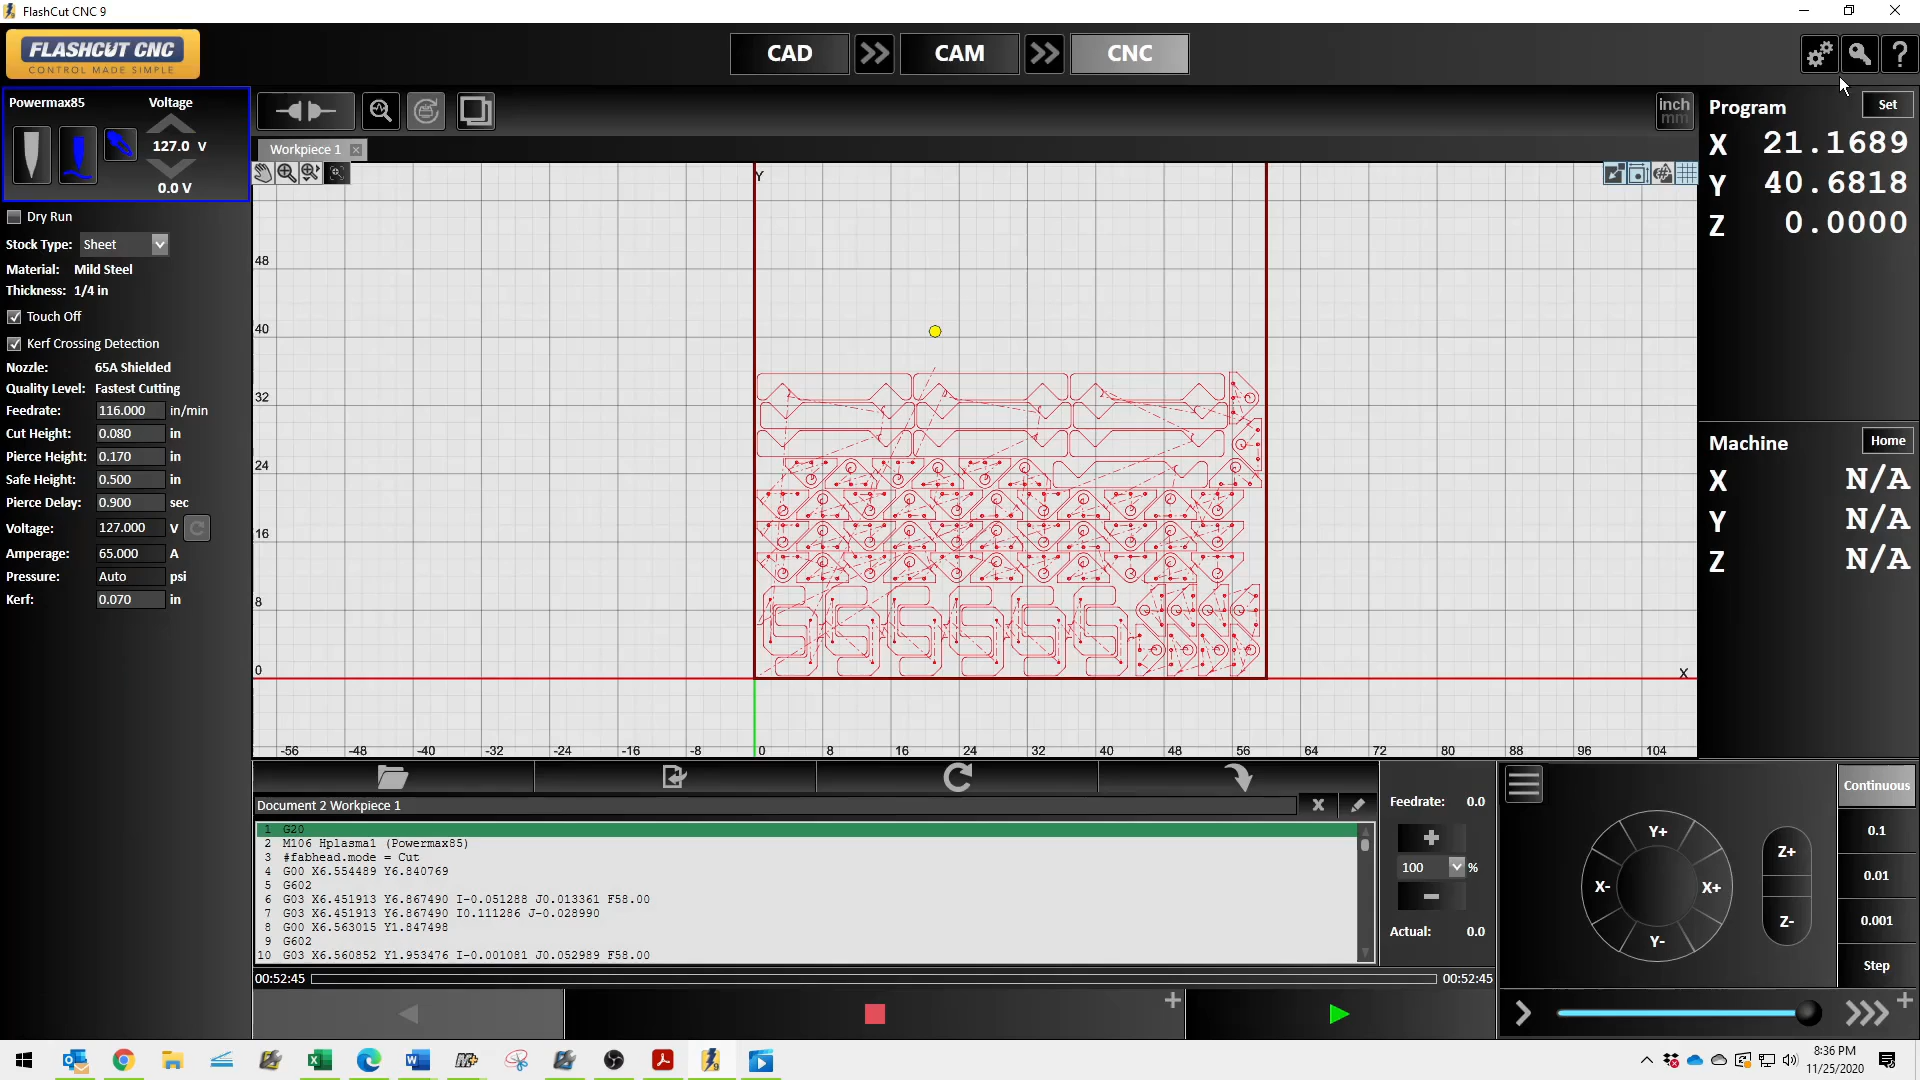 FlashCut CNC 9
FLASHCUT CNC
CONTROL MADE SIMPLE
CAD
CAM
CNC
Powermax85
Voltage
127.0 V
0.0 V
Dry Run
Stock Type: Sheet
Material: Mild Steel
Thickness: 1/4 in
Touch Off
Kerf Crossing Detection
Nozzle: 65A Shielded
Quality Level: Fastest Cutting
Feedrate: 116.000 in/min
Cut Height: 0.080 in
Pierce Height: 0.170 in
Safe Height: 0.500 in
Pierce Delay: 0.900 sec
Voltage: 127.000 V
Amperage: 65.000 A
Pressure: Auto psi
Kerf: 0.070 in
inch
mm
Workpiece 1
Y
48
40
32
24
16
8
0
X
-56 -48 -40 -32 -24 -16 -8 0 8 16 24 32 40 48 56 64 72 80 88 96 104
Program Set
X 21.1689
Y 40.6818
Z 0.0000
Machine Home
X N/A
Y N/A
Z N/A
Document 2 Workpiece 1
1 G20
2 M106 Hplasma1 (Powermax85)
3 #fabhead.mode = Cut
4 G00 X6.554489 Y6.840769
5 G602
6 G03 X6.451913 Y6.867490 I-0.051288 J0.013361 F58.00
7 G03 X6.451913 Y6.867490 I0.111286 J-0.028990
8 G00 X6.563015 Y1.847498
9 G602
10 G03 X6.560852 Y1.953476 I-0.001081 J0.052989 F58.00
00:52:45
00:52:45
Feedrate: 0.0
100 %
Actual: 0.0
Y+
X-
X+
Y-
Z+
Z-
Continuous
0.1
0.01
0.001
Step
8:36 PM
11/25/2020